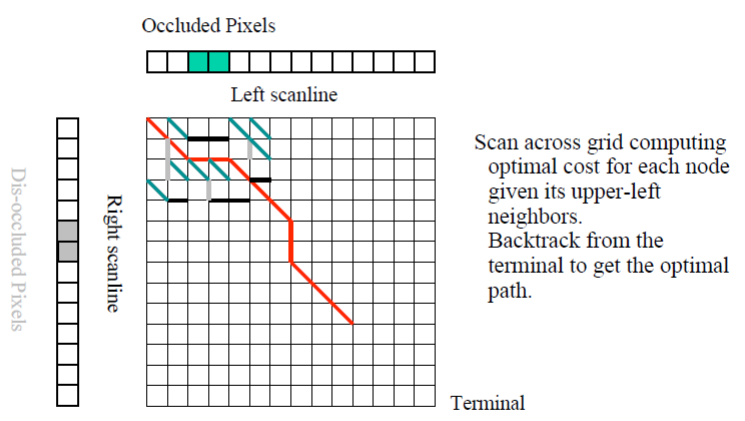 Occluded Pixels
Left scanline
Dis-occluded Pixels
Right scanline
Scan across grid computing
optimal cost for each node
given its upper-left
neighbors.
Backtrack from the
terminal to get the optimal
path.
Terminal